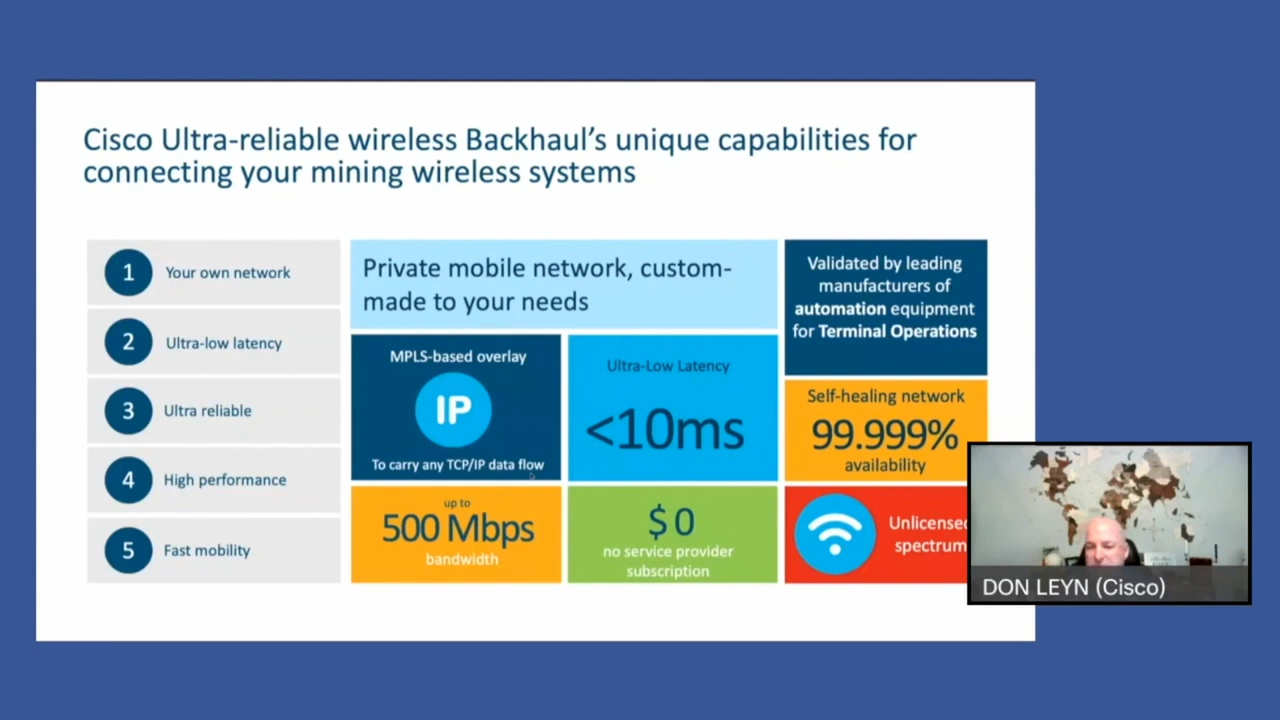 Cisco Ultra-reliable wireless Backhaul's unique capabilities for
connecting your mining wireless systems
1 Your own network
2 Ultra-low latency
3 Ultra reliable
4 High performance
5 Fast mobility
Private mobile network, custom-
made to your needs
MPLS-based overlay
IP
To carry any TCP/IP data flow
Ultra-Low Latency
<10ms
Validated by leading
manufacturers of
automation equipment
for Terminal Operations
Self-healing network
99.999%
availability
up to
500 Mbps
bandwidth
$0
no service provider
subscription
Unlicensed
spectrum
DON LEYN (Cisco)